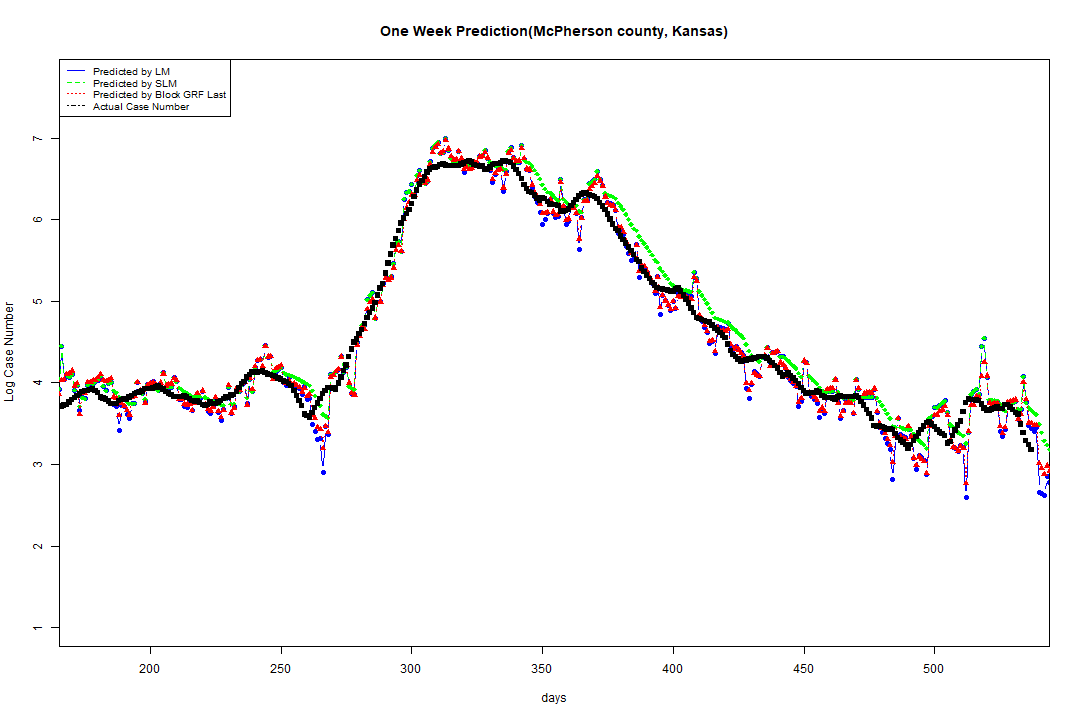 One Week Prediction(McPherson county, Kansas)
Predicted by LM
Predicted by SLM
Predicted by Block GRF Last
Actual Case Number
7
6
5
4
3
2
1
Log Case Number
200 250 300 350 400 450 500
days